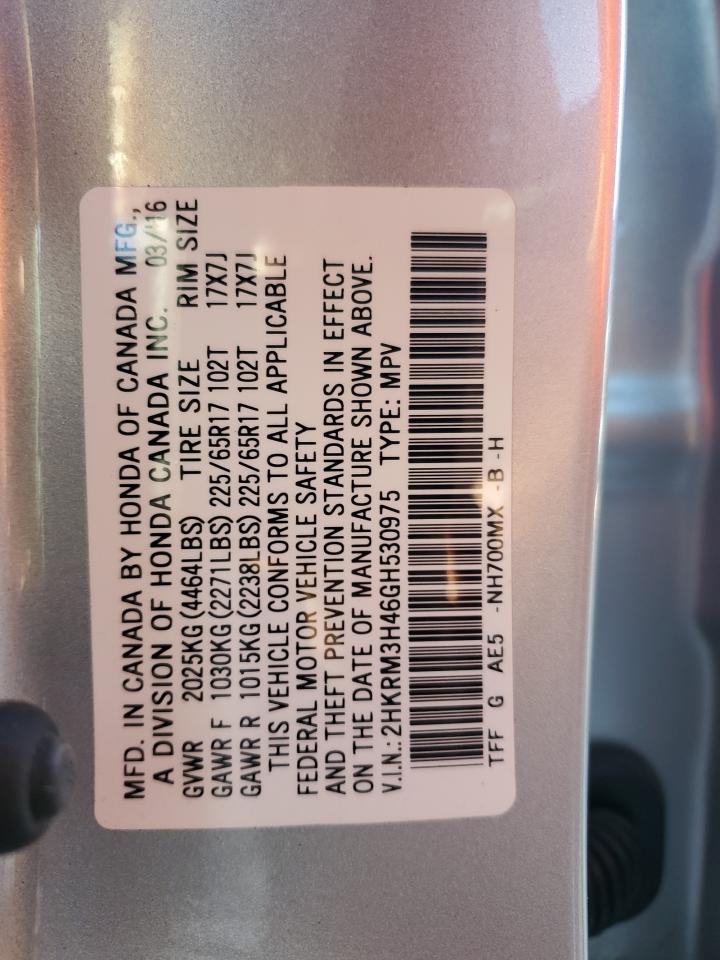 MFD. IN CANADA BY HONDA OF CANADA MFG.,
A DIVISION OF HONDA CANADA INC. 03/16
GVWR 2025KG (4464LBS) TIRE SIZE RIM SIZE
GAWR F 1030KG (2271LBS) 225/65R17 102T 17X7J
GAWR R 1015KG (2238LBS) 225/65R17 102T 17X7J
THIS VEHICLE CONFORMS TO ALL APPLICABLE
FEDERAL MOTOR VEHICLE SAFETY
AND THEFT PREVENTION STANDARDS IN EFFECT
ON THE DATE OF MANUFACTURE SHOWN ABOVE.
V.I.N.: 2HKRM3H46GH530975 TYPE: MPV
TFF G AE5 -NH700MX -B -H